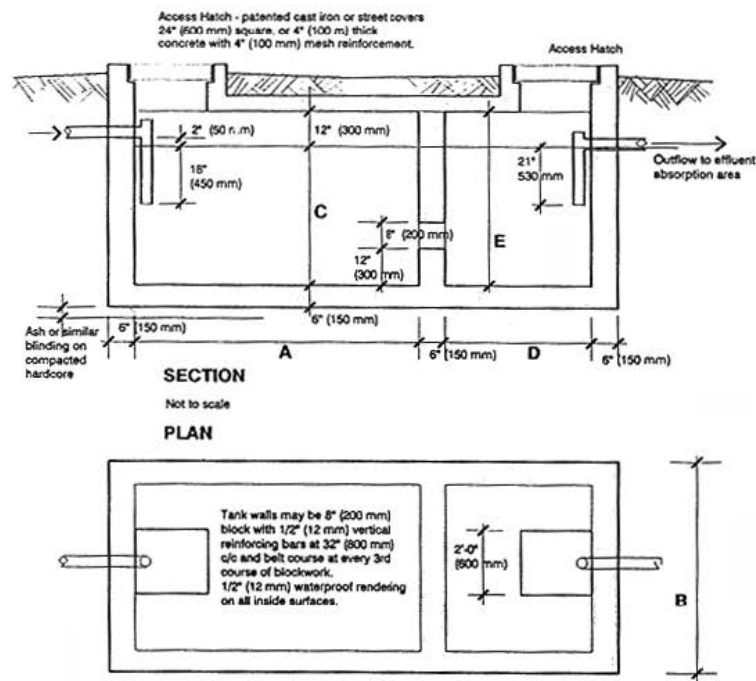 Access Hatch - patented cast iron or street covers
24" (600 mm) square, or 4" (100 m) thick
concrete with 4" (100 mm) mesh reinforcement.
Access Hatch
2" (50 mm)
12" (300 mm)
18"
(450 mm)
21"
530 mm
Outflow to effluent
absorption area
C
8" (200 mm)
E
12"
(300 mm)
Ash or similar
blinding on
compacted
hardcore
6" (150 mm)
6" (150 mm)
A
6" (150 mm)
D
6" (150 mm)
SECTION
Not to scale
PLAN
Tank walls may be 8" (200 mm)
block with 1/2" (12 mm) vertical
reinforcing bars at 32" (800 mm)
c/c and belt course at every 3rd
course of blockwork.
1/2" (12 mm) waterproof rendering
on all inside surfaces.
2'-0"
(600 mm)
B